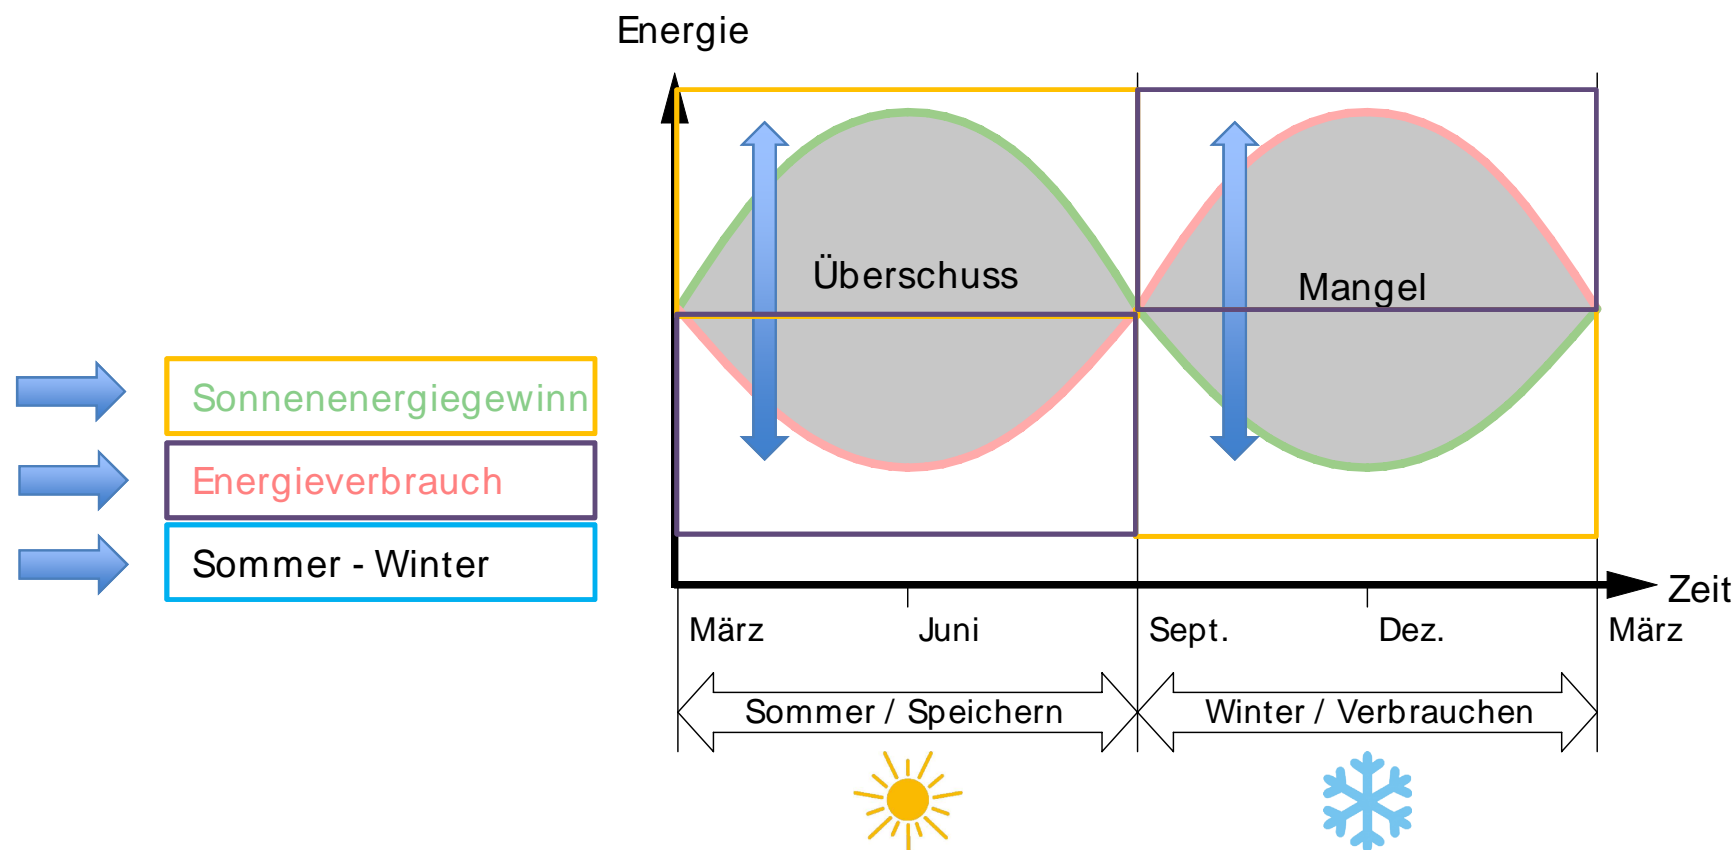 Energie
Überschuss
Mangel
Sonnenenergiegewinn
Energieverbrauch
Sommer - Winter
Zeit
März Juni Sept. Dez. März
Sommer / Speichern Winter / Verbrauchen